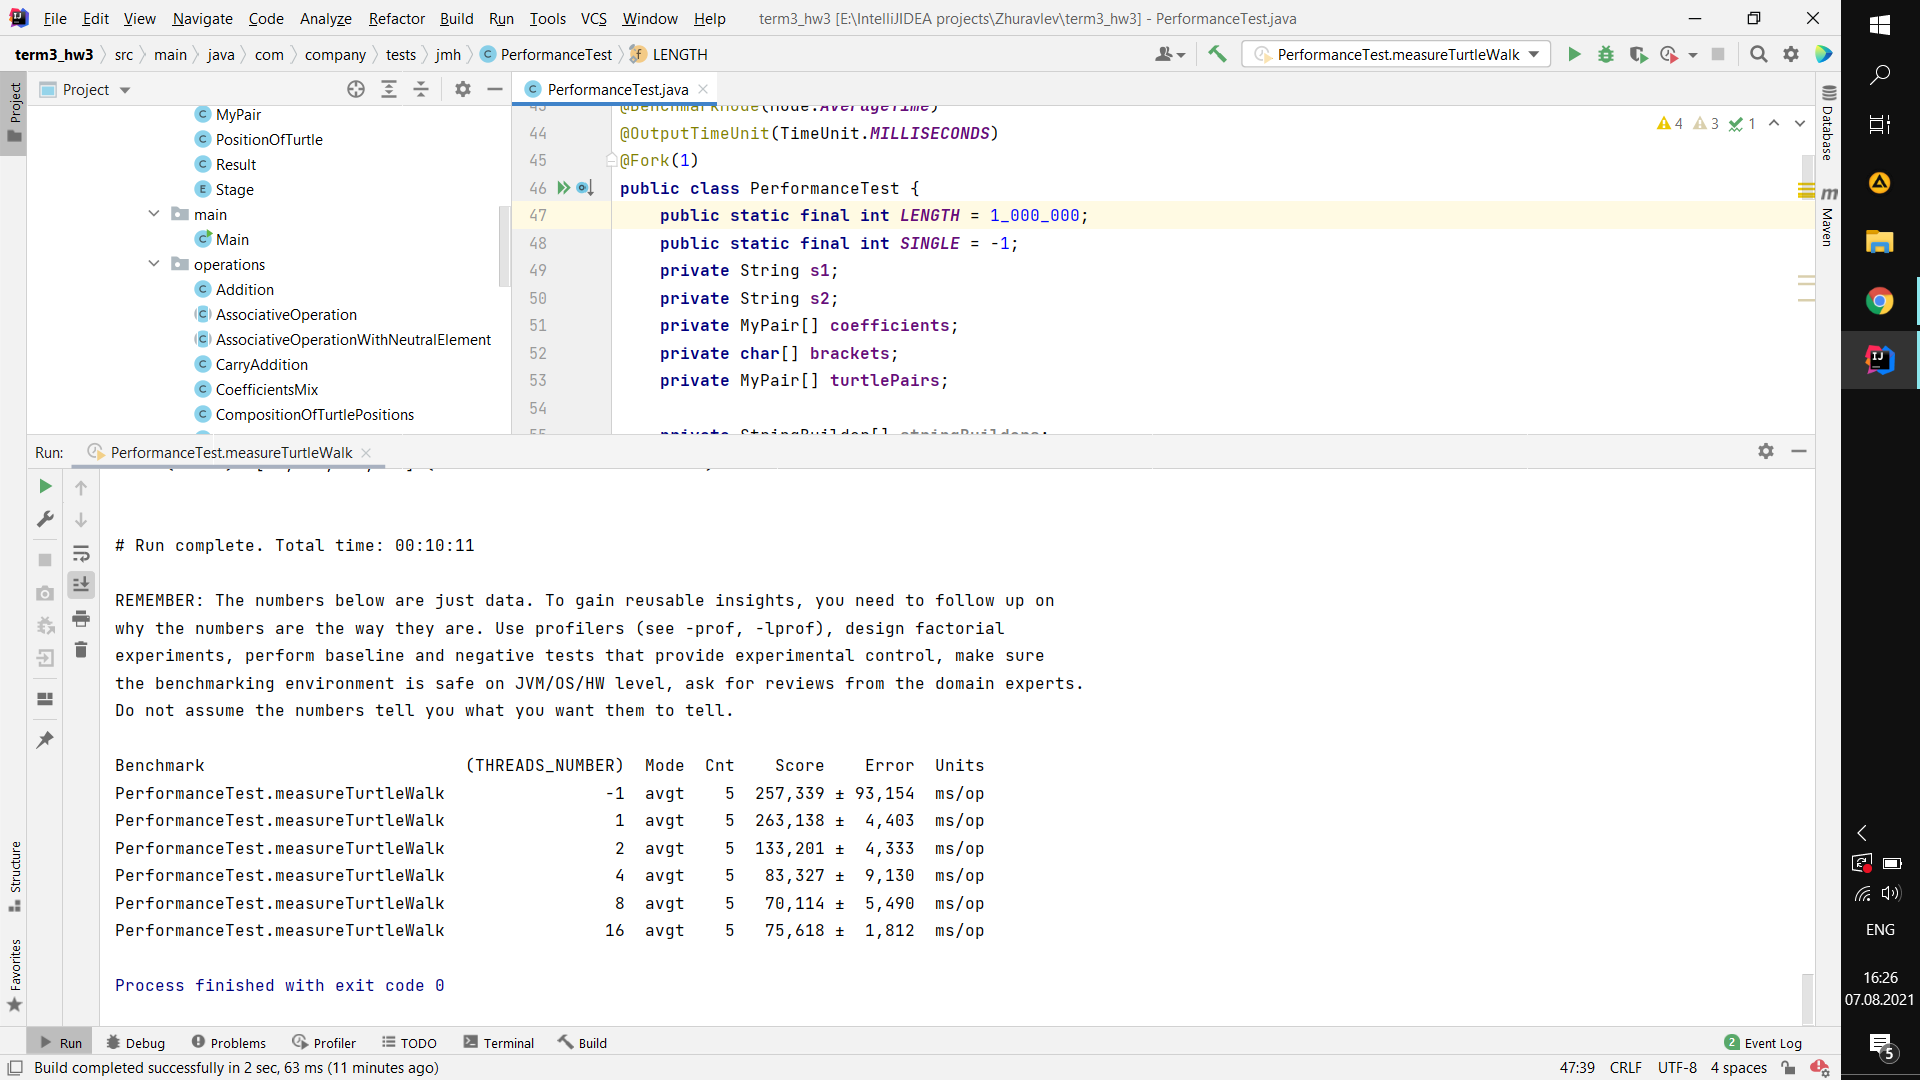 File Edit View Navigate Code Analyze Refactor Build Run Tools VCS Window Help term3_hw3 [E:\IntelliJIDEA projects\Zhuravlev\term3_hw3] - PerformanceTest.java
term3_hw3 src main java com company tests jmh PerformanceTest LENGTH PerformanceTest.measureTurtleWalk
Project
Project
PerformanceTest.java
MyPair
PositionOfTurtle
Result
Stage
main
Main
operations
Addition
AssociativeOperation
AssociativeOperationWithNeutralElement
CarryAddition
CoefficientsMix
CompositionOfTurtlePositions
43 @BenchmarkMode(Mode.AverageTime)
44 @OutputTimeUnit(TimeUnit.MILLISECONDS)
45 @Fork(1)
46 public class PerformanceTest {
47 public static final int LENGTH = 1_000_000;
48 public static final int SINGLE = -1;
49 private String s1;
50 private String s2;
51 private MyPair[] coefficients;
52 private char[] brackets;
53 private MyPair[] turtlePairs;
54
55 private StringBuilder[] stringBuilders;
4 3 1
Database
Maven
Run: PerformanceTest.measureTurtleWalk
# Run complete. Total time: 00:10:11
REMEMBER: The numbers below are just data. To gain reusable insights, you need to follow up on
why the numbers are the way they are. Use profilers (see -prof, -lprof), design factorial
experiments, perform baseline and negative tests that provide experimental control, make sure
the benchmarking environment is safe on JVM/OS/HW level, ask for reviews from the domain experts.
Do not assume the numbers tell you what you want them to tell.
Benchmark (THREADS_NUMBER) Mode Cnt Score Error Units
PerformanceTest.measureTurtleWalk -1 avgt 5 257,339 ± 93,154 ms/op
PerformanceTest.measureTurtleWalk 1 avgt 5 263,138 ± 4,403 ms/op
PerformanceTest.measureTurtleWalk 2 avgt 5 133,201 ± 4,333 ms/op
PerformanceTest.measureTurtleWalk 4 avgt 5 83,327 ± 9,130 ms/op
PerformanceTest.measureTurtleWalk 8 avgt 5 70,114 ± 5,490 ms/op
PerformanceTest.measureTurtleWalk 16 avgt 5 75,618 ± 1,812 ms/op
Process finished with exit code 0
Structure
Favorites
Run Debug Problems Profiler TODO Terminal Build 2 Event Log
Build completed successfully in 2 sec, 63 ms (11 minutes ago) 47:39 CRLF UTF-8 4 spaces
ENG
16:26
07.08.2021
5